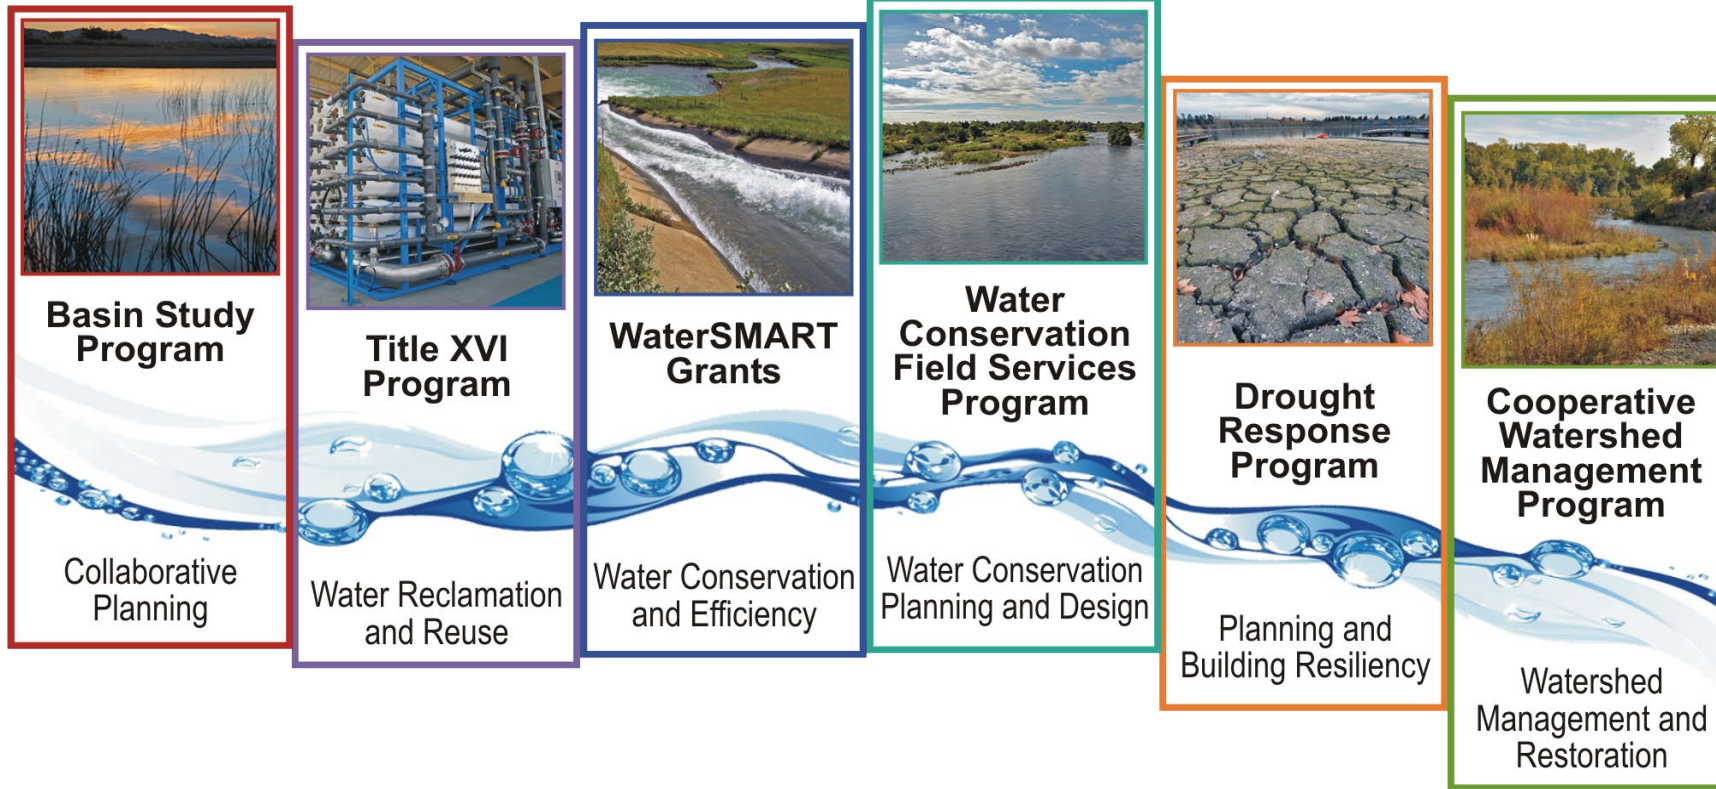 Basin Study
Program
Collaborative
Planning
Title XVI
Program
Water Reclamation
and Reuse
WaterSMART
Grants
Water Conservation
and Efficiency
Water
Conservation
Field Services
Program
Water Conservation
Planning and Design
Drought
Response
Program
Planning and
Building Resiliency
Cooperative
Watershed
Management
Program
Watershed
Management and
Restoration